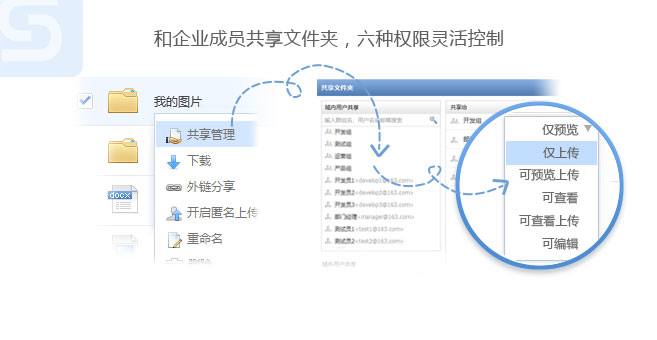 和企业成员共享文件夹，六种权限灵活控制
我的图片
共享管理
下载
外链分享
开启匿名上传
重命名
docx
共享文件夹
域内用户共享
输入群组名、用户名或邮箱搜索
开发组
测试组
运营组
产品组
开发员1<develop1@163.com>
开发员2<develop2@163.com>
开发员3<develop3@163.com>
部门经理<manager@163.com>
测试员1<test1@163.com>
测试员2<test2@163.com>
域内用户共享
共享给
开发组
仅预览
仅上传
可预览上传
可查看
可查看上传
可编辑